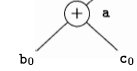 + a
b₀ c₀